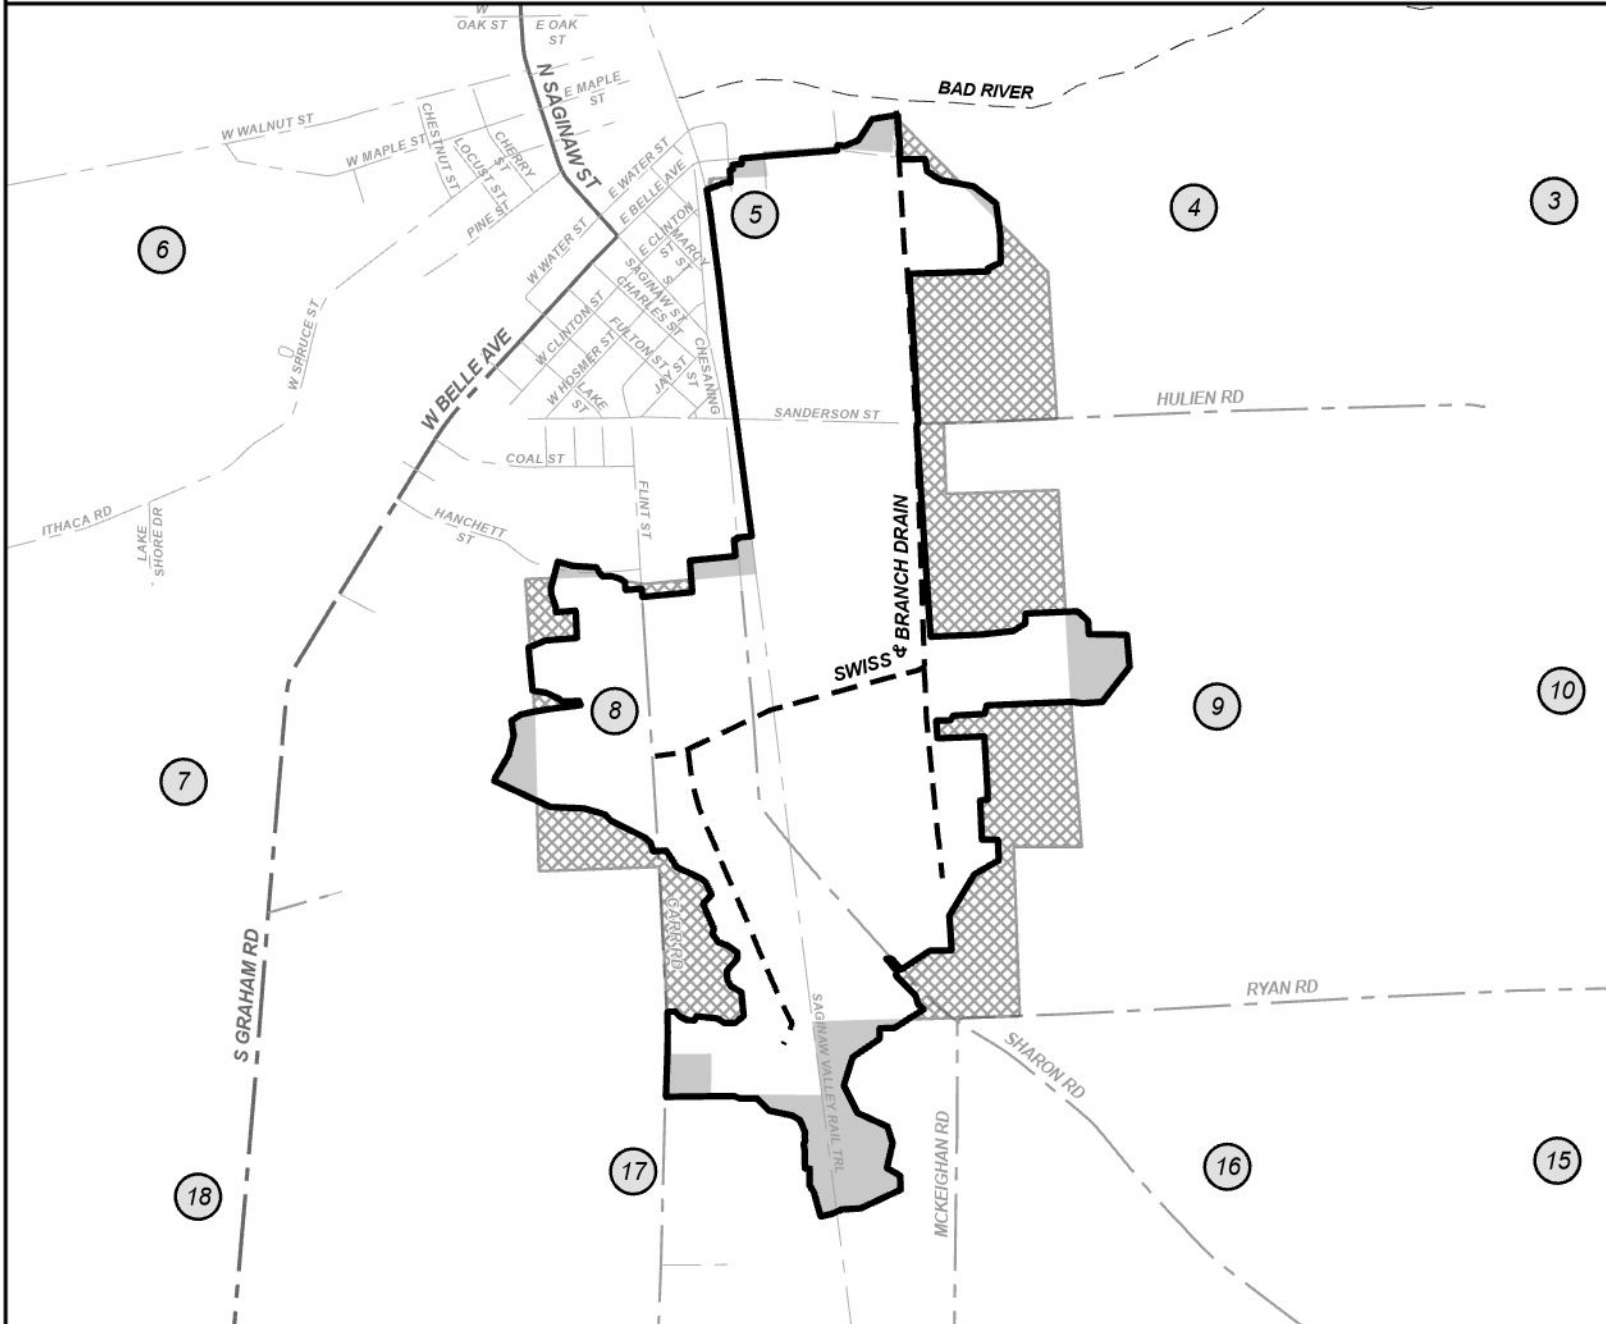 W
OAK ST
E OAK
ST
N SAGINAW ST
E MAPLE
ST
BAD RIVER
W WALNUT ST
W MAPLE ST
CHESTNUT ST
LOCUST ST
CHERRY
ST
PINE ST
E WATER ST
E BELLE AVE
W WATER ST
E CLINTON
ST
MARCY
ST
S
SAGINAW ST
CHARLES ST
6
5
4
3
W SPRUCE ST
W BELLE AVE
W CLINTON ST
W HOSMER ST
FULTON ST
JAY ST
LAKE
ST
CHESANING
ST
SANDERSON ST
HULIEN RD
COAL ST
FLINT ST
HANCHETT
ST
ITHACA RD
LAKE
SHORE DR
SWISS & BRANCH DRAIN
8
9
10
7
CARR RD
S GRAHAM RD
SAGINAW VALLEY RAIL TRL
RYAN RD
SHARON RD
MCKEIGHAN RD
18
17
16
15